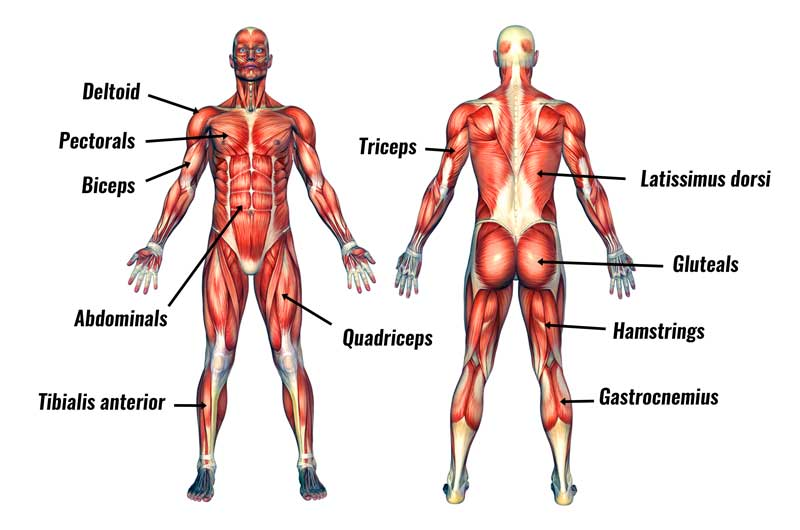 Deltoid
Pectorals
Biceps
Abdominals
Quadriceps
Tibialis anterior
Triceps
Latissimus dorsi
Gluteals
Hamstrings
Gastrocnemius